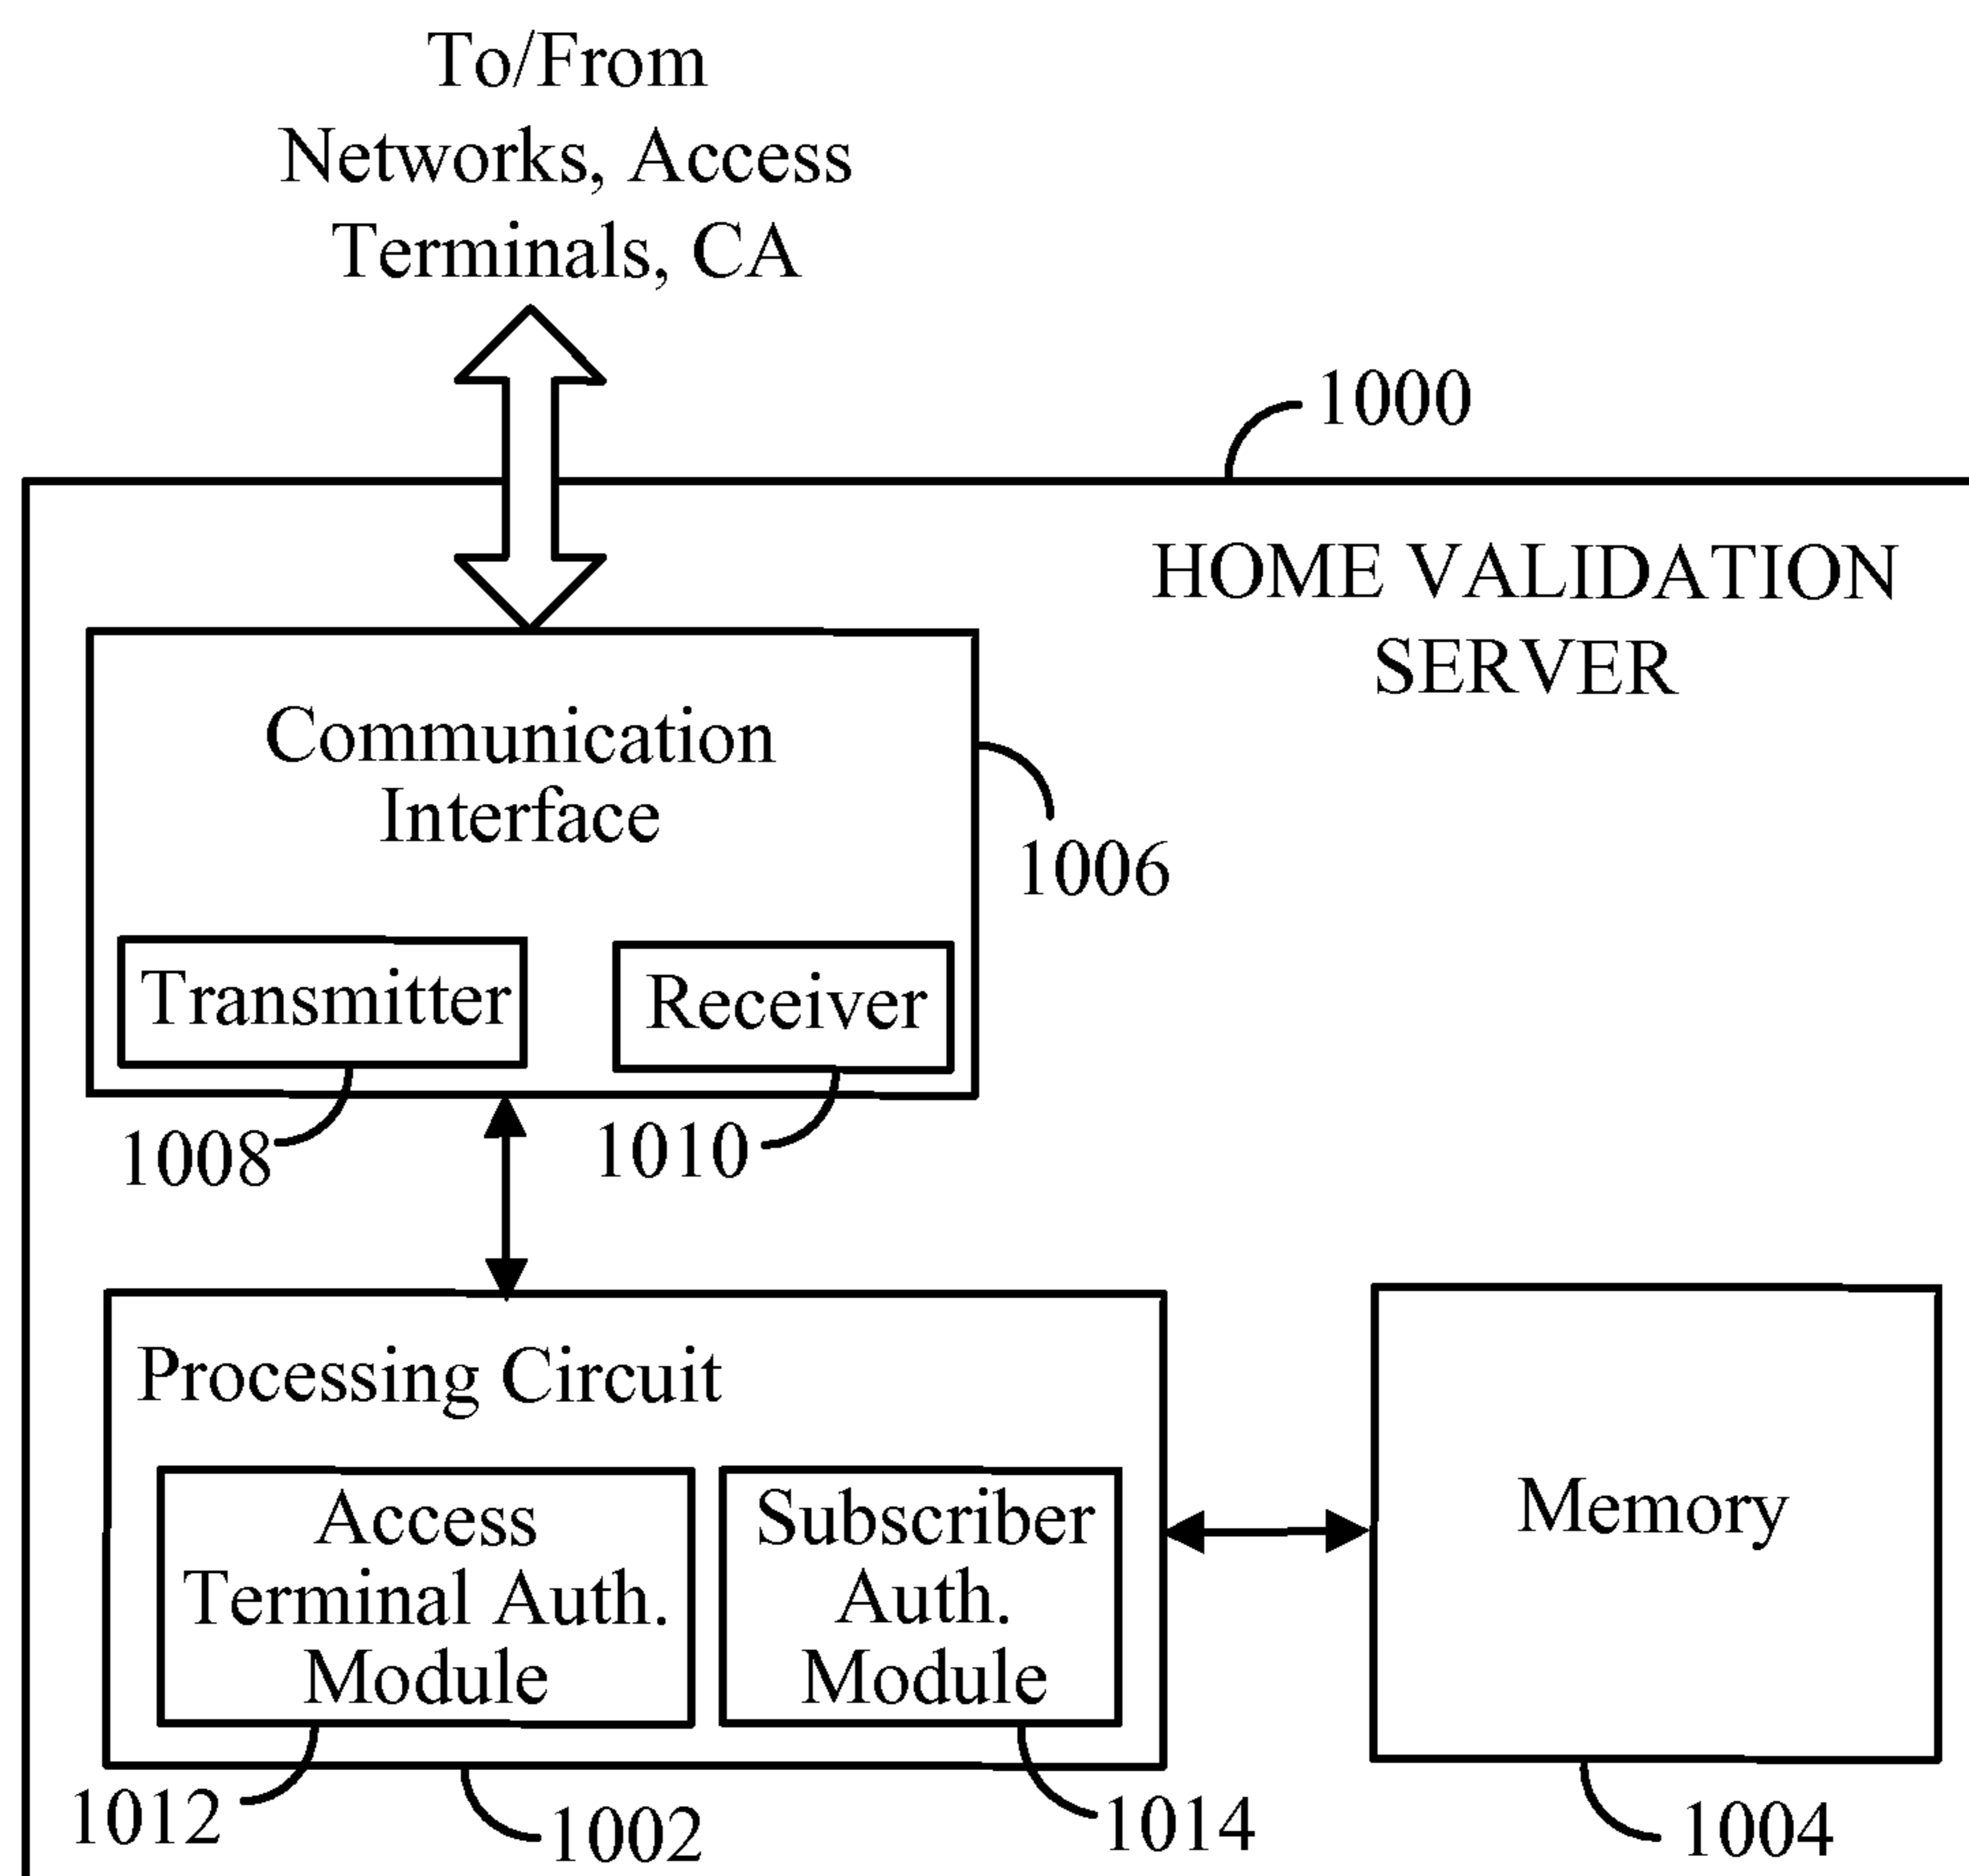 To/From
Networks, Access
Terminals, CA
1000
HOME VALIDATION
SERVER
Communication
Interface
1006
Transmitter
Receiver
1008
1010
Processing Circuit
Access
Terminal Auth.
Module
Subscriber
Auth.
Module
Memory
1012
1002
1014
1004